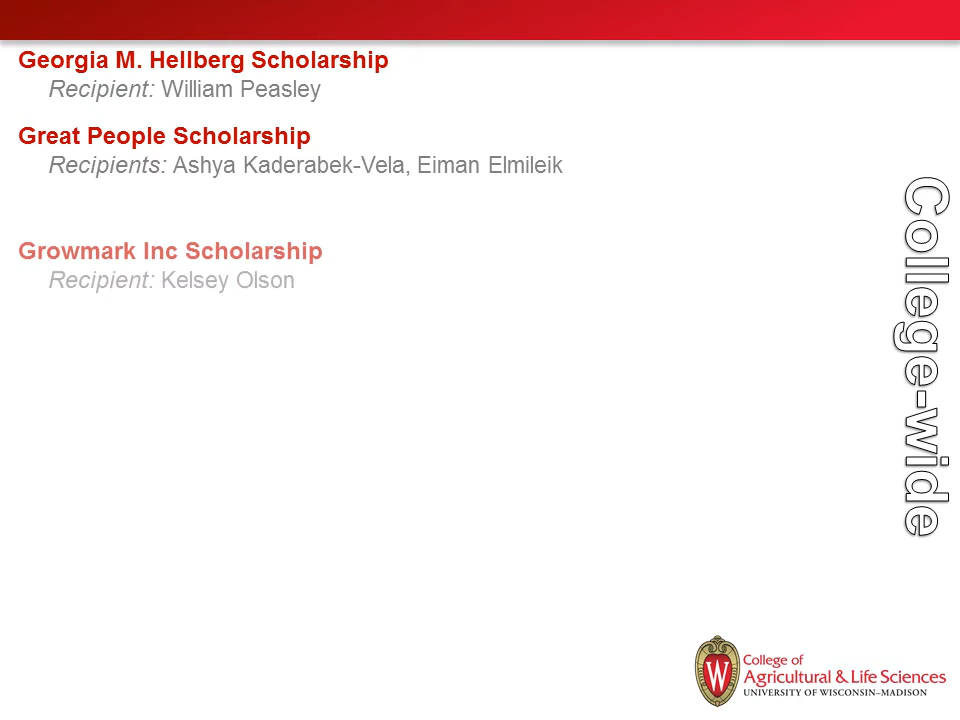 Georgia M. Hellberg Scholarship
Recipient: William Peasley
Great People Scholarship
Recipients: Ashya Kaderabek-Vela, Eiman Elmileik
Growmark Inc Scholarship
Recipient: Kelsey Olson
College-wide
W
College of
Agricultural & Life Sciences
UNIVERSITY OF WISCONSIN–MADISON